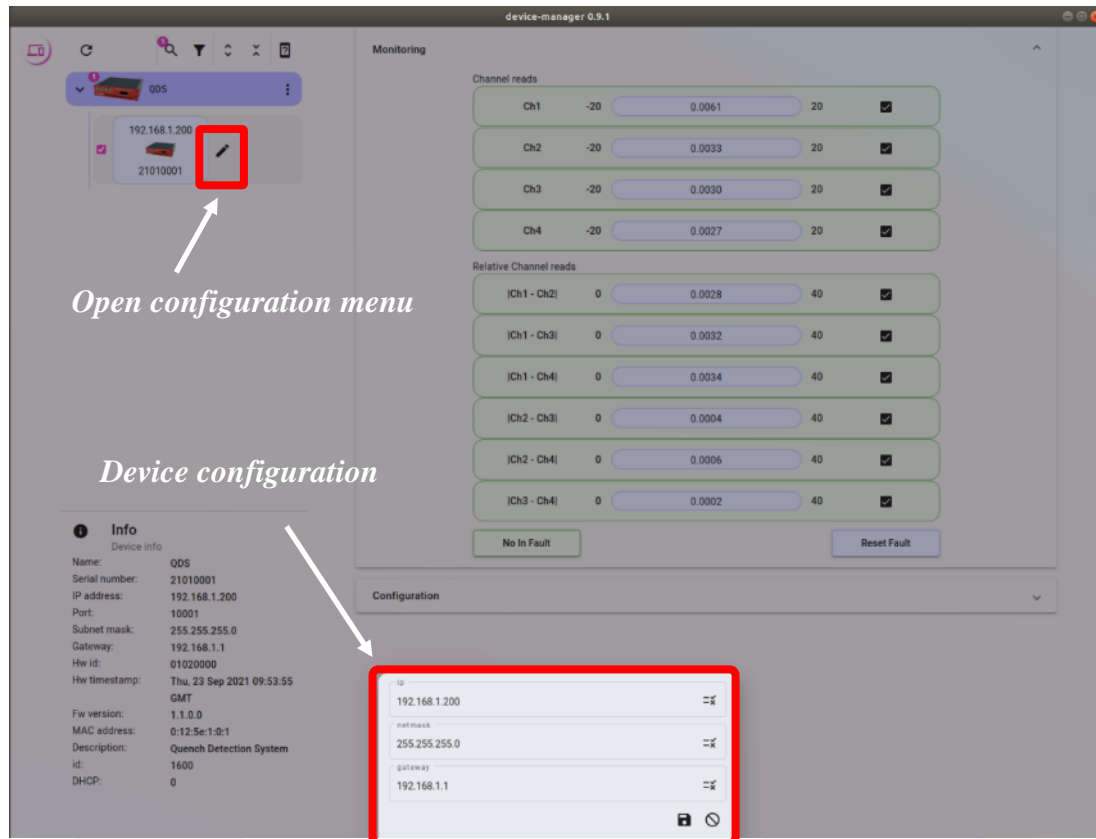 device-manager 0.9.1
1
1
QDS
192.168.1.200
21010001
Open configuration menu
Device configuration
Info
Device info
Name: QDS
Serial number: 21010001
IP address: 192.168.1.200
Port: 10001
Subnet mask: 255.255.255.0
Gateway: 192.168.1.1
Hw id: 01020000
Hw timestamp: Thu, 23 Sep 2021 09:53:55
GMT
Fw version: 1.1.0.0
MAC address: 0:12:5e:1:0:1
Description: Quench Detection System
id: 1600
DHCP: 0
Monitoring
Channel reads
Ch1 -20 0.0061 20
Ch2 -20 0.0033 20
Ch3 -20 0.0030 20
Ch4 -20 0.0027 20
Relative Channel reads
|Ch1 - Ch2| 0 0.0028 40
|Ch1 - Ch3| 0 0.0032 40
|Ch1 - Ch4| 0 0.0034 40
|Ch2 - Ch3| 0 0.0004 40
|Ch2 - Ch4| 0 0.0006 40
|Ch3 - Ch4| 0 0.0002 40
No In Fault Reset Fault
Configuration
ip
192.168.1.200
netmask
255.255.255.0
gateway
192.168.1.1